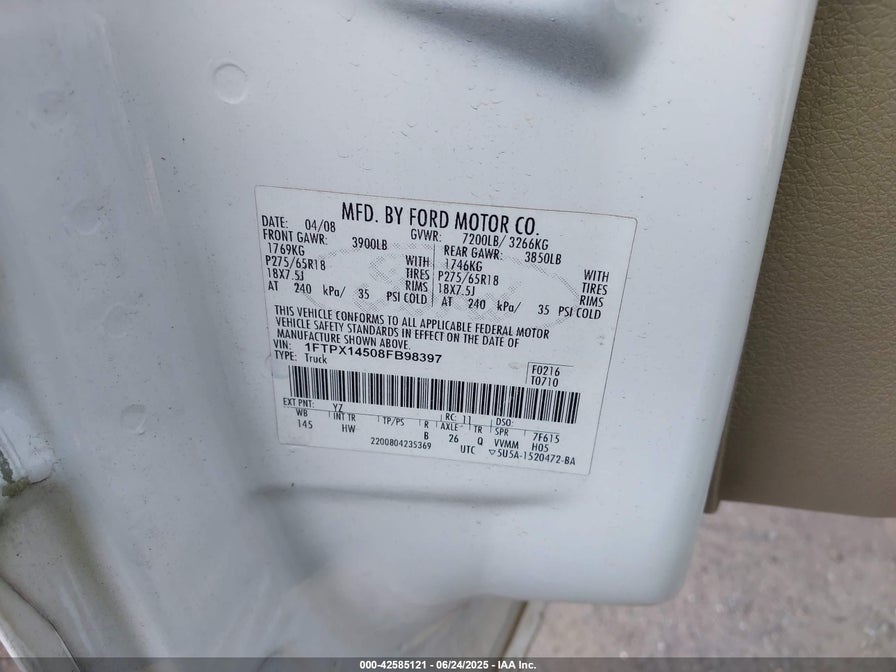 MFD. BY FORD MOTOR CO.
DATE: 04/08 GVWR: 7200LB/ 3266KG
FRONT GAWR: 3900LB REAR GAWR: 3850LB
1769KG WITH 1746KG WITH
P275/65R18 TIRES P275/65R18 TIRES
18X7.5J RIMS 18X7.5J RIMS
AT 240 kPa/ 35 PSI COLD AT 240 kPa/ 35 PSI COLD
THIS VEHICLE CONFORMS TO ALL APPLICABLE FEDERAL MOTOR
VEHICLE SAFETY STANDARDS IN EFFECT ON THE DATE OF
MANUFACTURE SHOWN ABOVE.
VIN: 1FTPX14508FB98397
TYPE: Truck
F0216
T0710
EXT PNT: YZ RC: 11 DSO:
WB INT TR TP/PS R AXLE TR SPR 7F615
145 HW B 26 Q VVMM H05
2200804235369 UTC ▽5U5A-1520472-BA
000-42585121 - 06/24/2025 - IAA Inc.